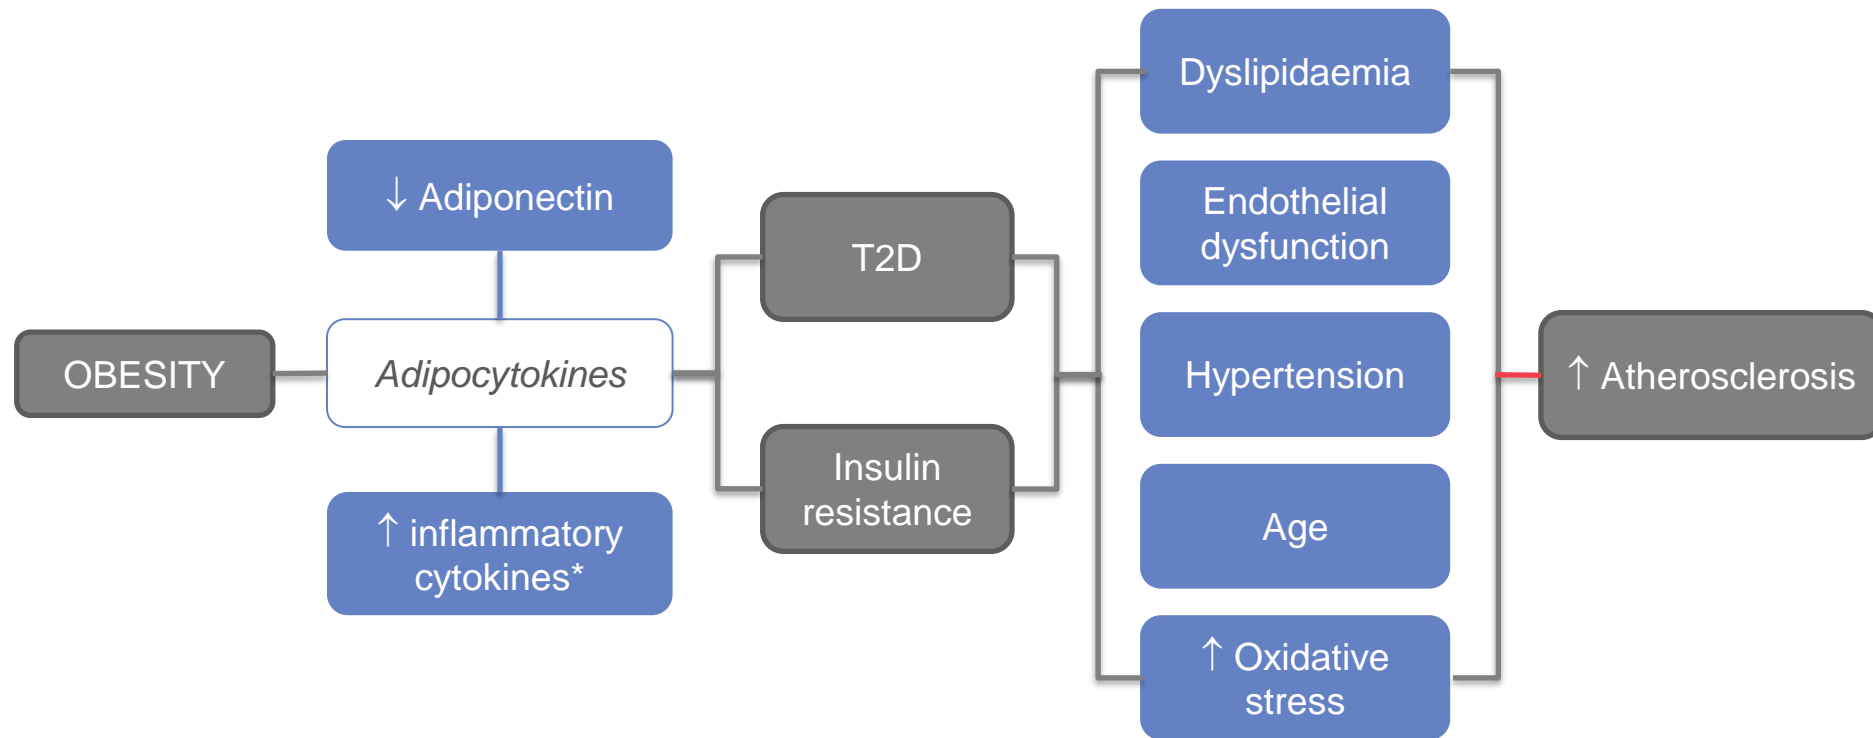 OBESITY
↓ Adiponectin
Adipocytokines
↑ inflammatory
cytokines*
T2D
Insulin
resistance
Dyslipidaemia
Endothelial
dysfunction
Hypertension
Age
↑ Oxidative
stress
↑ Atherosclerosis